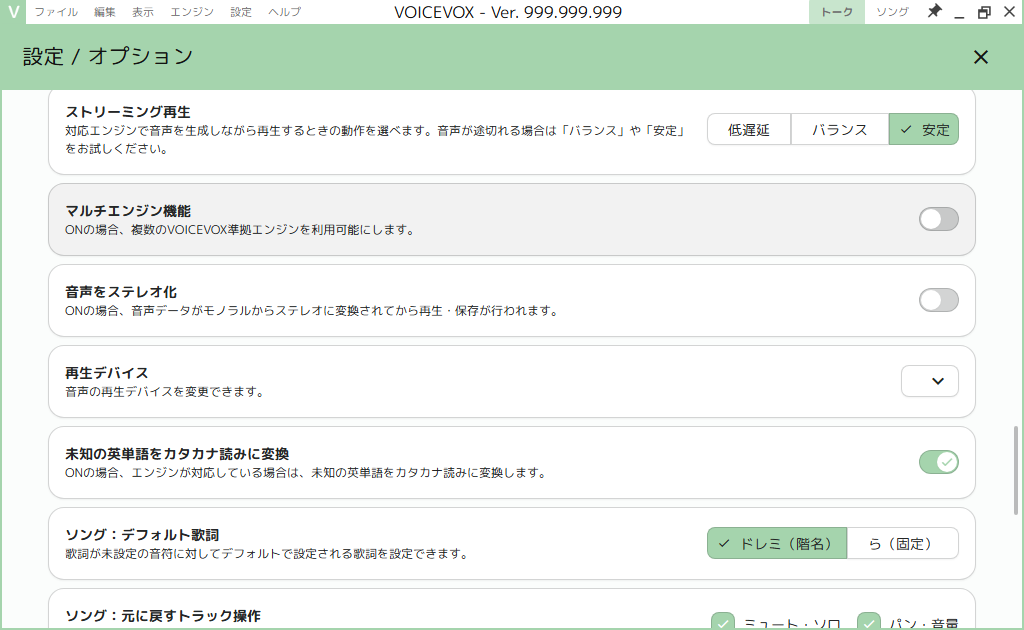 V ファイル 編集 表示 エンジン 設定 ヘルプ VOICEVOX - Ver. 999.999.999 トーク ソング
設定 / オプション
ストリーミング再生
対応エンジンで音声を生成しながら再生するときの動作を選べます。音声が途切れる場合は「バランス」や「安定」
をお試しください。
低遅延 バランス 安定
マルチエンジン機能
ONの場合、複数のVOICEVOX準拠エンジンを利用可能にします。
音声をステレオ化
ONの場合、音声データがモノラルからステレオに変換されてから再生・保存が行われます。
再生デバイス
音声の再生デバイスを変更できます。
未知の英単語をカタカナ読みに変換
ONの場合、エンジンが対応している場合は、未知の英単語をカタカナ読みに変換します。
ソング：デフォルト歌詞
歌詞が未設定の音符に対してデフォルトで設定される歌詞を設定できます。
ドレミ（階名） ら（固定）
ソング：元に戻すトラック操作
ミュート・ソロ パン・音量